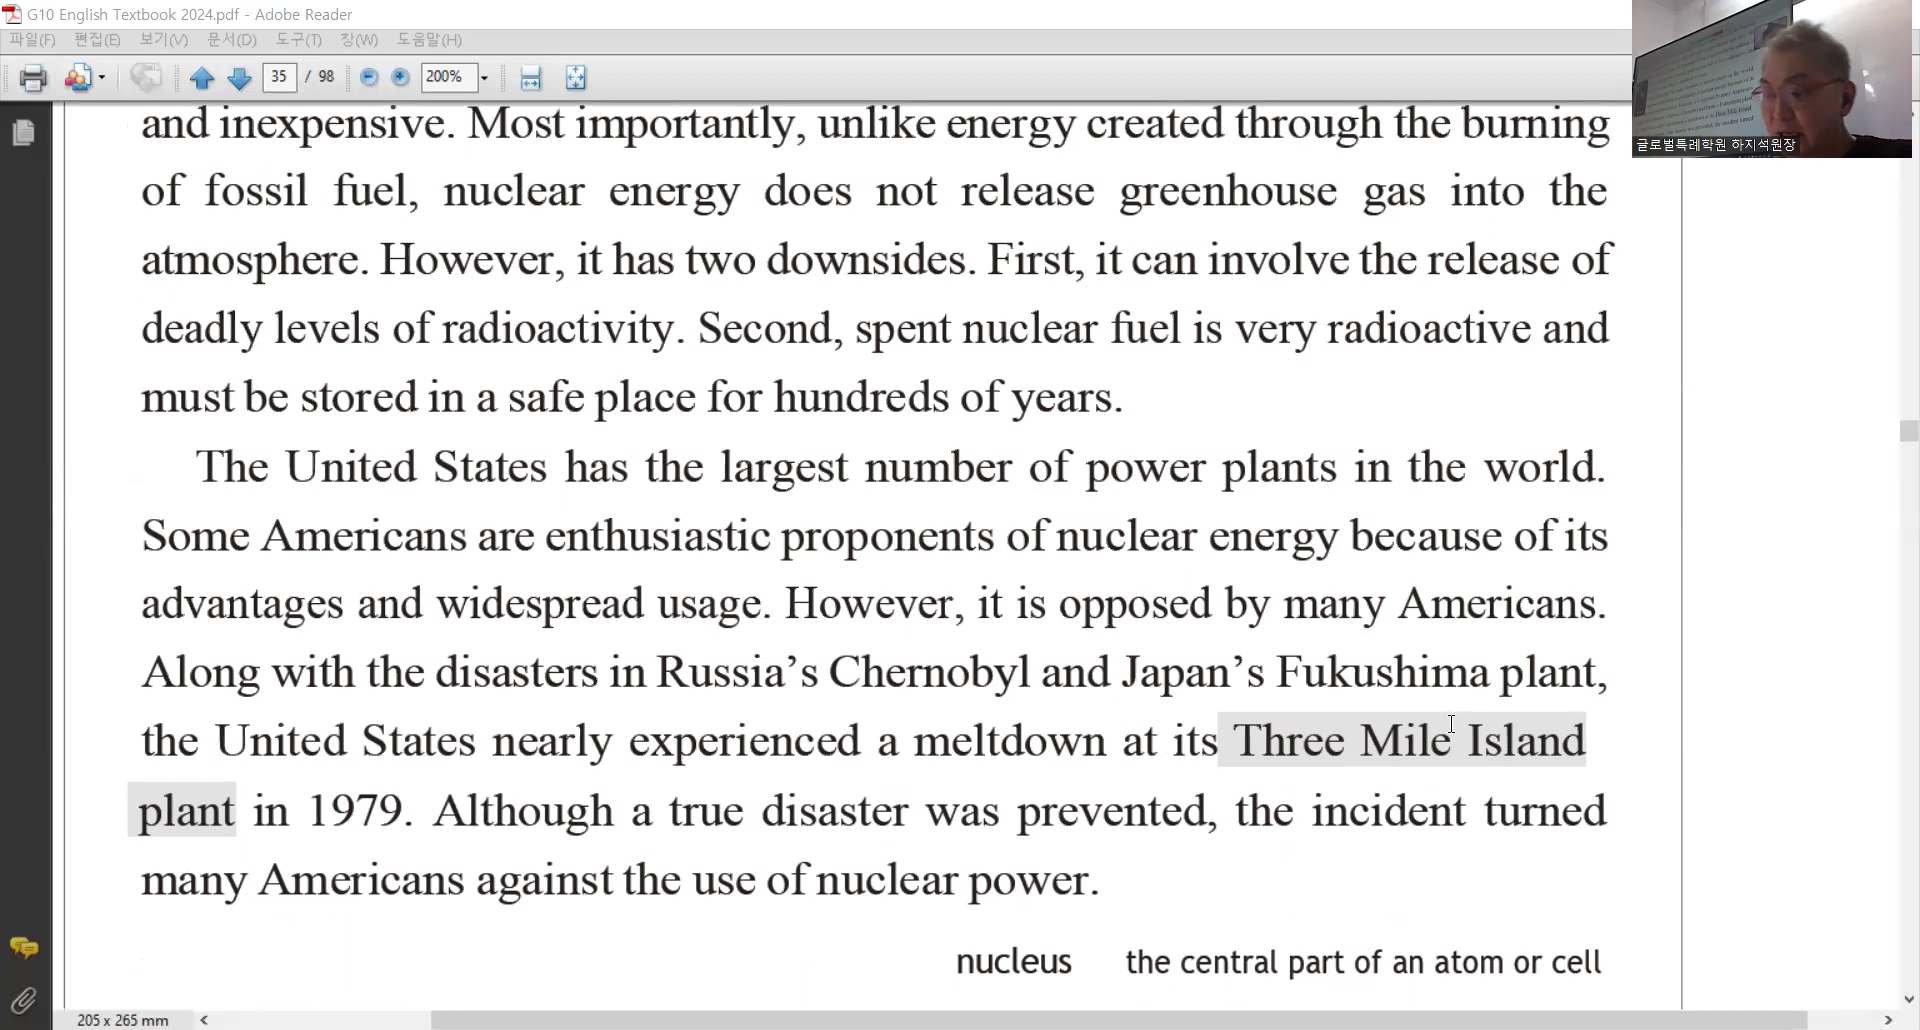 G10 English Textbook 2024.pdf - Adobe Reader
파일(F) 편집(E) 보기(V) 문서(D) 도구(T) 창(W) 도움말(H)
35 / 98 200%
글로벌특례학원 하지석원장
and inexpensive. Most importantly, unlike energy created through the burning
of fossil fuel, nuclear energy does not release greenhouse gas into the
atmosphere. However, it has two downsides. First, it can involve the release of
deadly levels of radioactivity. Second, spent nuclear fuel is very radioactive and
must be stored in a safe place for hundreds of years.
The United States has the largest number of power plants in the world.
Some Americans are enthusiastic proponents of nuclear energy because of its
advantages and widespread usage. However, it is opposed by many Americans.
Along with the disasters in Russia’s Chernobyl and Japan’s Fukushima plant,
the United States nearly experienced a meltdown at its Three Mile Island
plant in 1979. Although a true disaster was prevented, the incident turned
many Americans against the use of nuclear power.
nucleus the central part of an atom or cell
205 x 265 mm